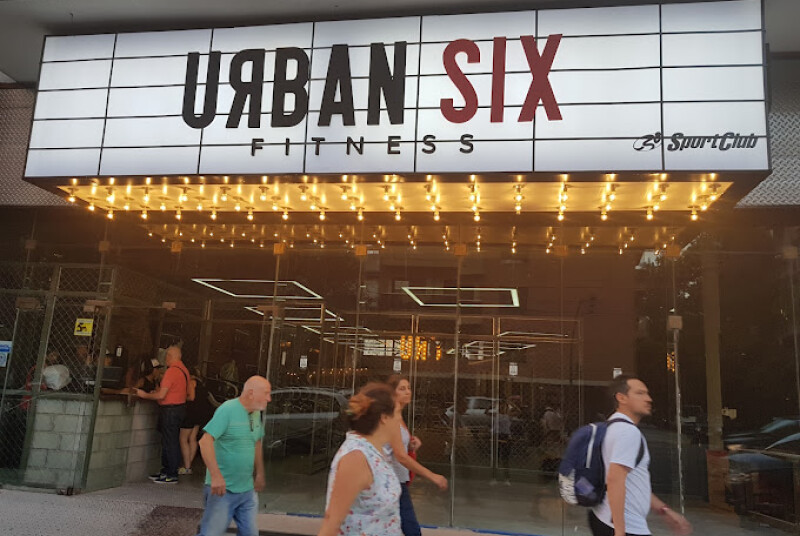 URBAN SIX
FITNESS
SportClub